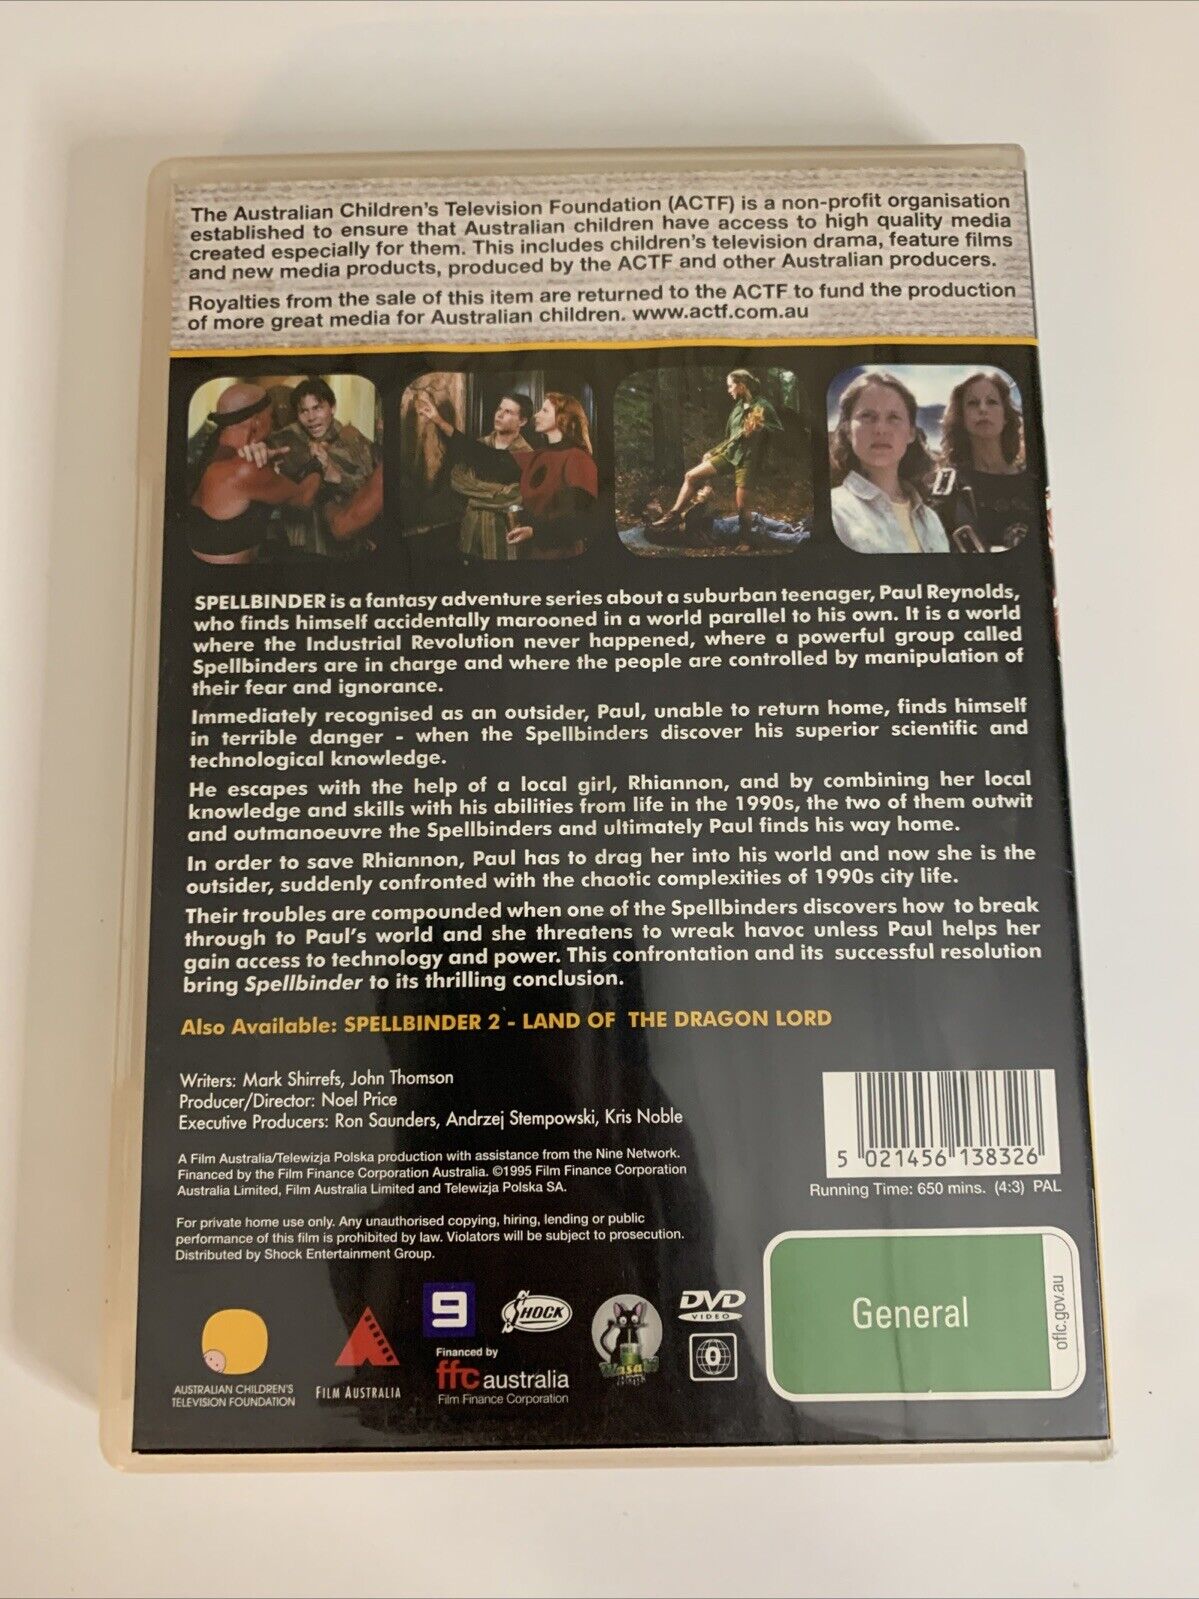 The Australian Children's Television Foundation (ACTF) is a non-profit organisation
established to ensure that Australian children have access to high quality media
created especially for them. This includes children's television drama, feature films
and new media products, produced by the ACTF and other Australian producers.
Royalties from the sale of this item are returned to the ACTF to fund the production
of more great media for Australian children. www.actf.com.au
SPELLBINDER is a fantasy adventure series about a suburban teenager, Paul Reynolds,
who finds himself accidentally marooned in a world parallel to his own. It is a world
where the Industrial Revolution never happened, where a powerful group called
Spellbinders are in charge and where the people are controlled by manipulation of
their fear and ignorance.
Immediately recognised as an outsider, Paul, unable to return home, finds himself
in terrible danger - when the Spellbinders discover his superior scientific and
technological knowledge.
He escapes with the help of a local girl, Rhiannon, and by combining her local
knowledge and skills with his abilities from life in the 1990s, the two of them outwit
and outmanoeuvre the Spellbinders and ultimately Paul finds his way home.
In order to save Rhiannon, Paul has to drag her into his world and now she is the
outsider, suddenly confronted with the chaotic complexities of 1990s city life.
Their troubles are compounded when one of the Spellbinders discovers how to break
through to Paul's world and she threatens to wreak havoc unless Paul helps her
gain access to technology and power. This confrontation and its successful resolution
bring Spellbinder to its thrilling conclusion.
Also Available: SPELLBINDER 2 - LAND OF THE DRAGON LORD
Writers: Mark Shirrefs, John Thomson
Producer/Director: Noel Price
Executive Producers: Ron Saunders, Andrzej Stempowski, Kris Noble
A Film Australia/Telewizja Polska production with assistance from the Nine Network.
Financed by the Film Finance Corporation Australia. ©1995 Film Finance Corporation
Australia Limited, Film Australia Limited and Telewizja Polska SA.
For private home use only. Any unauthorised copying, hiring, lending or public
performance of this film is prohibited by law. Violators will be subject to prosecution.
Distributed by Shock Entertainment Group.
5 021456 138326
Running Time: 650 mins. (4:3) PAL
General
oflc.gov.au
AUSTRALIAN CHILDREN'S
TELEVISION FOUNDATION
FILM AUSTRALIA
9
Financed by
ffc australia
Film Finance Corporation
SHOCK
Wasabi
DVD
VIDEO
0